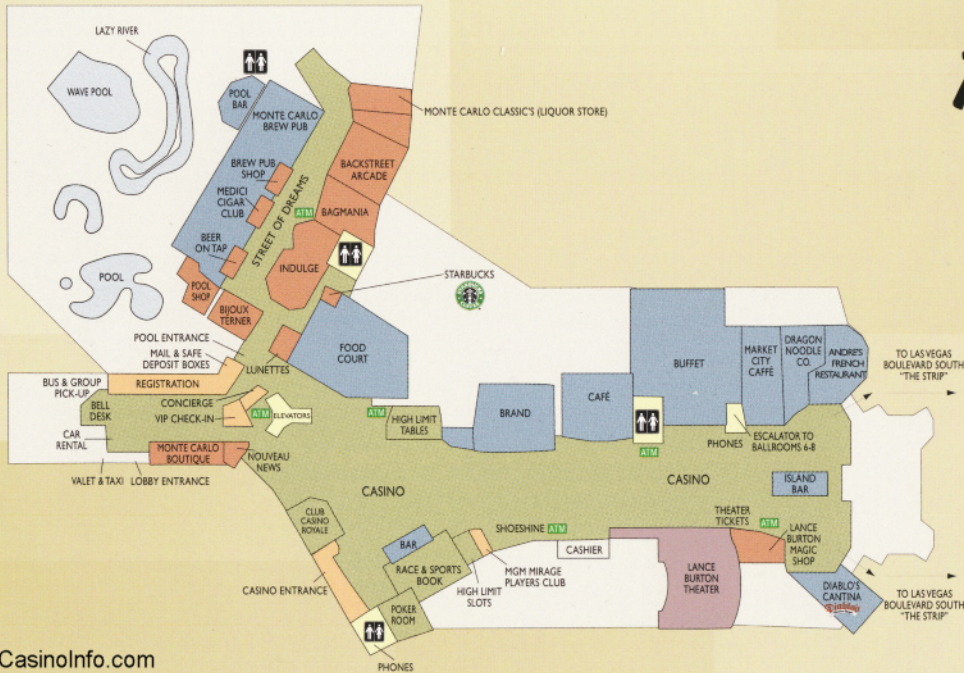 LAZY RIVER
WAVE POOL
POOL
BAR
MONTE CARLO
BREW PUB
MONTE CARLO CLASSIC'S (LIQUOR STORE)
BREW PUB
SHOP
BACKSTREET
ARCADE
MEDICI
CIGAR
CLUB
STREET OF DREAMS
ATM
BAGMANIA
BEER
ON TAP
INDULGE
POOL
POOL
SHOP
STARBUCKS
BIJOUX
TERNER
POOL ENTRANCE
MAIL & SAFE
DEPOSIT BOXES
LUNETTES
FOOD
COURT
BUFFET
MARKET
CITY
CAFFÉ
DRAGON
NOODLE
CO.
ANDRE'S
FRENCH
RESTAURANT
TO LAS VEGAS
BOULEVARD SOUTH
"THE STRIP"
BUS & GROUP
PICK-UP
REGISTRATION
CONCIERGE
VIP CHECK-IN
ATM
ELEVATORS
ATM
HIGH LIMIT
TABLES
BRAND
CAFÉ
BELL
DESK
CAR
RENTAL
PHONES
ESCALATOR TO
BALLROOMS 6-8
ATM
MONTE CARLO
BOUTIQUE
NOUVEAU
NEWS
VALET & TAXI
LOBBY ENTRANCE
CASINO
CASINO
ISLAND
BAR
CLUB
CASINO
ROYALE
SHOESHINE
ATM
THEATER
TICKETS
ATM
LANCE
BURTON
MAGIC
SHOP
BAR
CASHIER
RACE & SPORTS
BOOK
MGM MIRAGE
PLAYERS CLUB
HIGH LIMIT
SLOTS
LANCE
BURTON
THEATER
CASINO ENTRANCE
POKER
ROOM
DIABLO'S
CANTINA
Diablo's
TO LAS VEGAS
BOULEVARD SOUTH
"THE STRIP"
PHONES
CasinoInfo.com